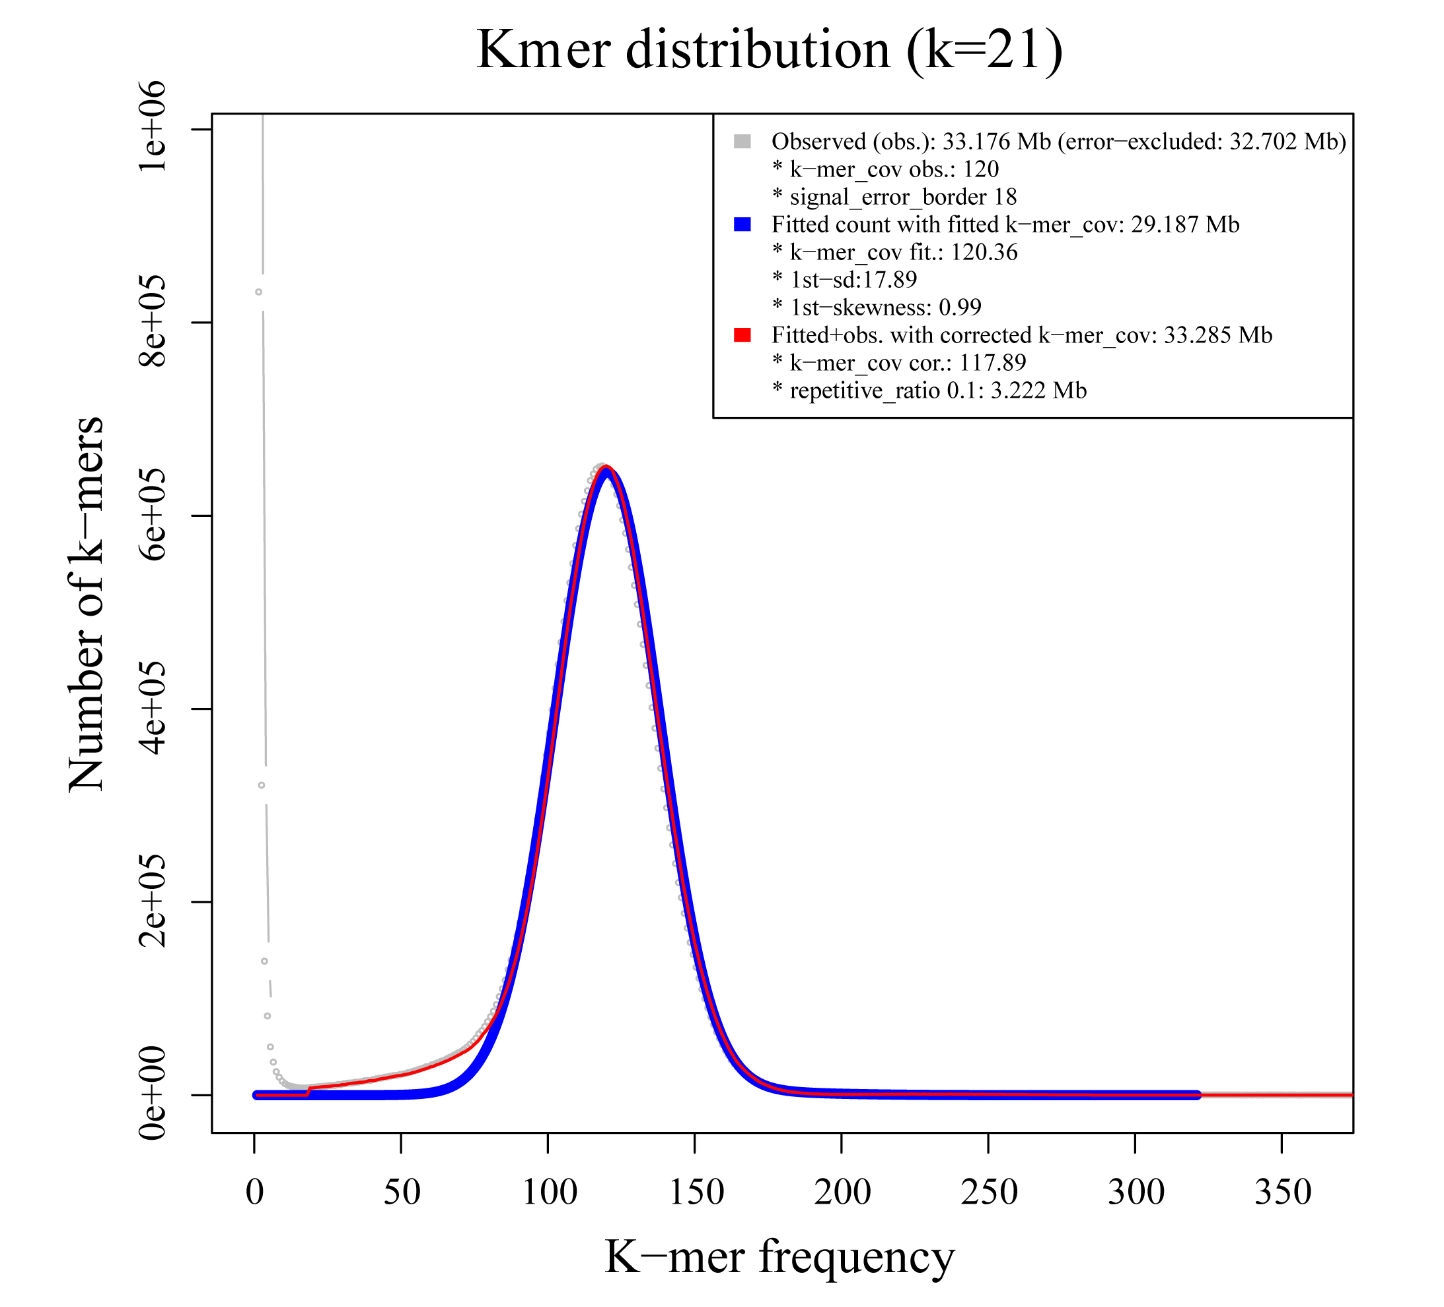 Kmer distribution (k=21)
Observed (obs.): 33.176 Mb (error−excluded: 32.702 Mb)
* k−mer_cov obs.: 120
* signal_error_border 18
Fitted count with fitted k−mer_cov: 29.187 Mb
* k−mer_cov fit.: 120.36
* 1st−sd:17.89
* 1st−skewness: 0.99
Fitted+obs. with corrected k−mer_cov: 33.285 Mb
* k−mer_cov cor.: 117.89
* repetitive_ratio 0.1: 3.222 Mb
Number of k−mers
1e+06
8e+05
6e+05
4e+05
2e+05
0e+00
0 50 100 150 200 250 300 350
K−mer frequency